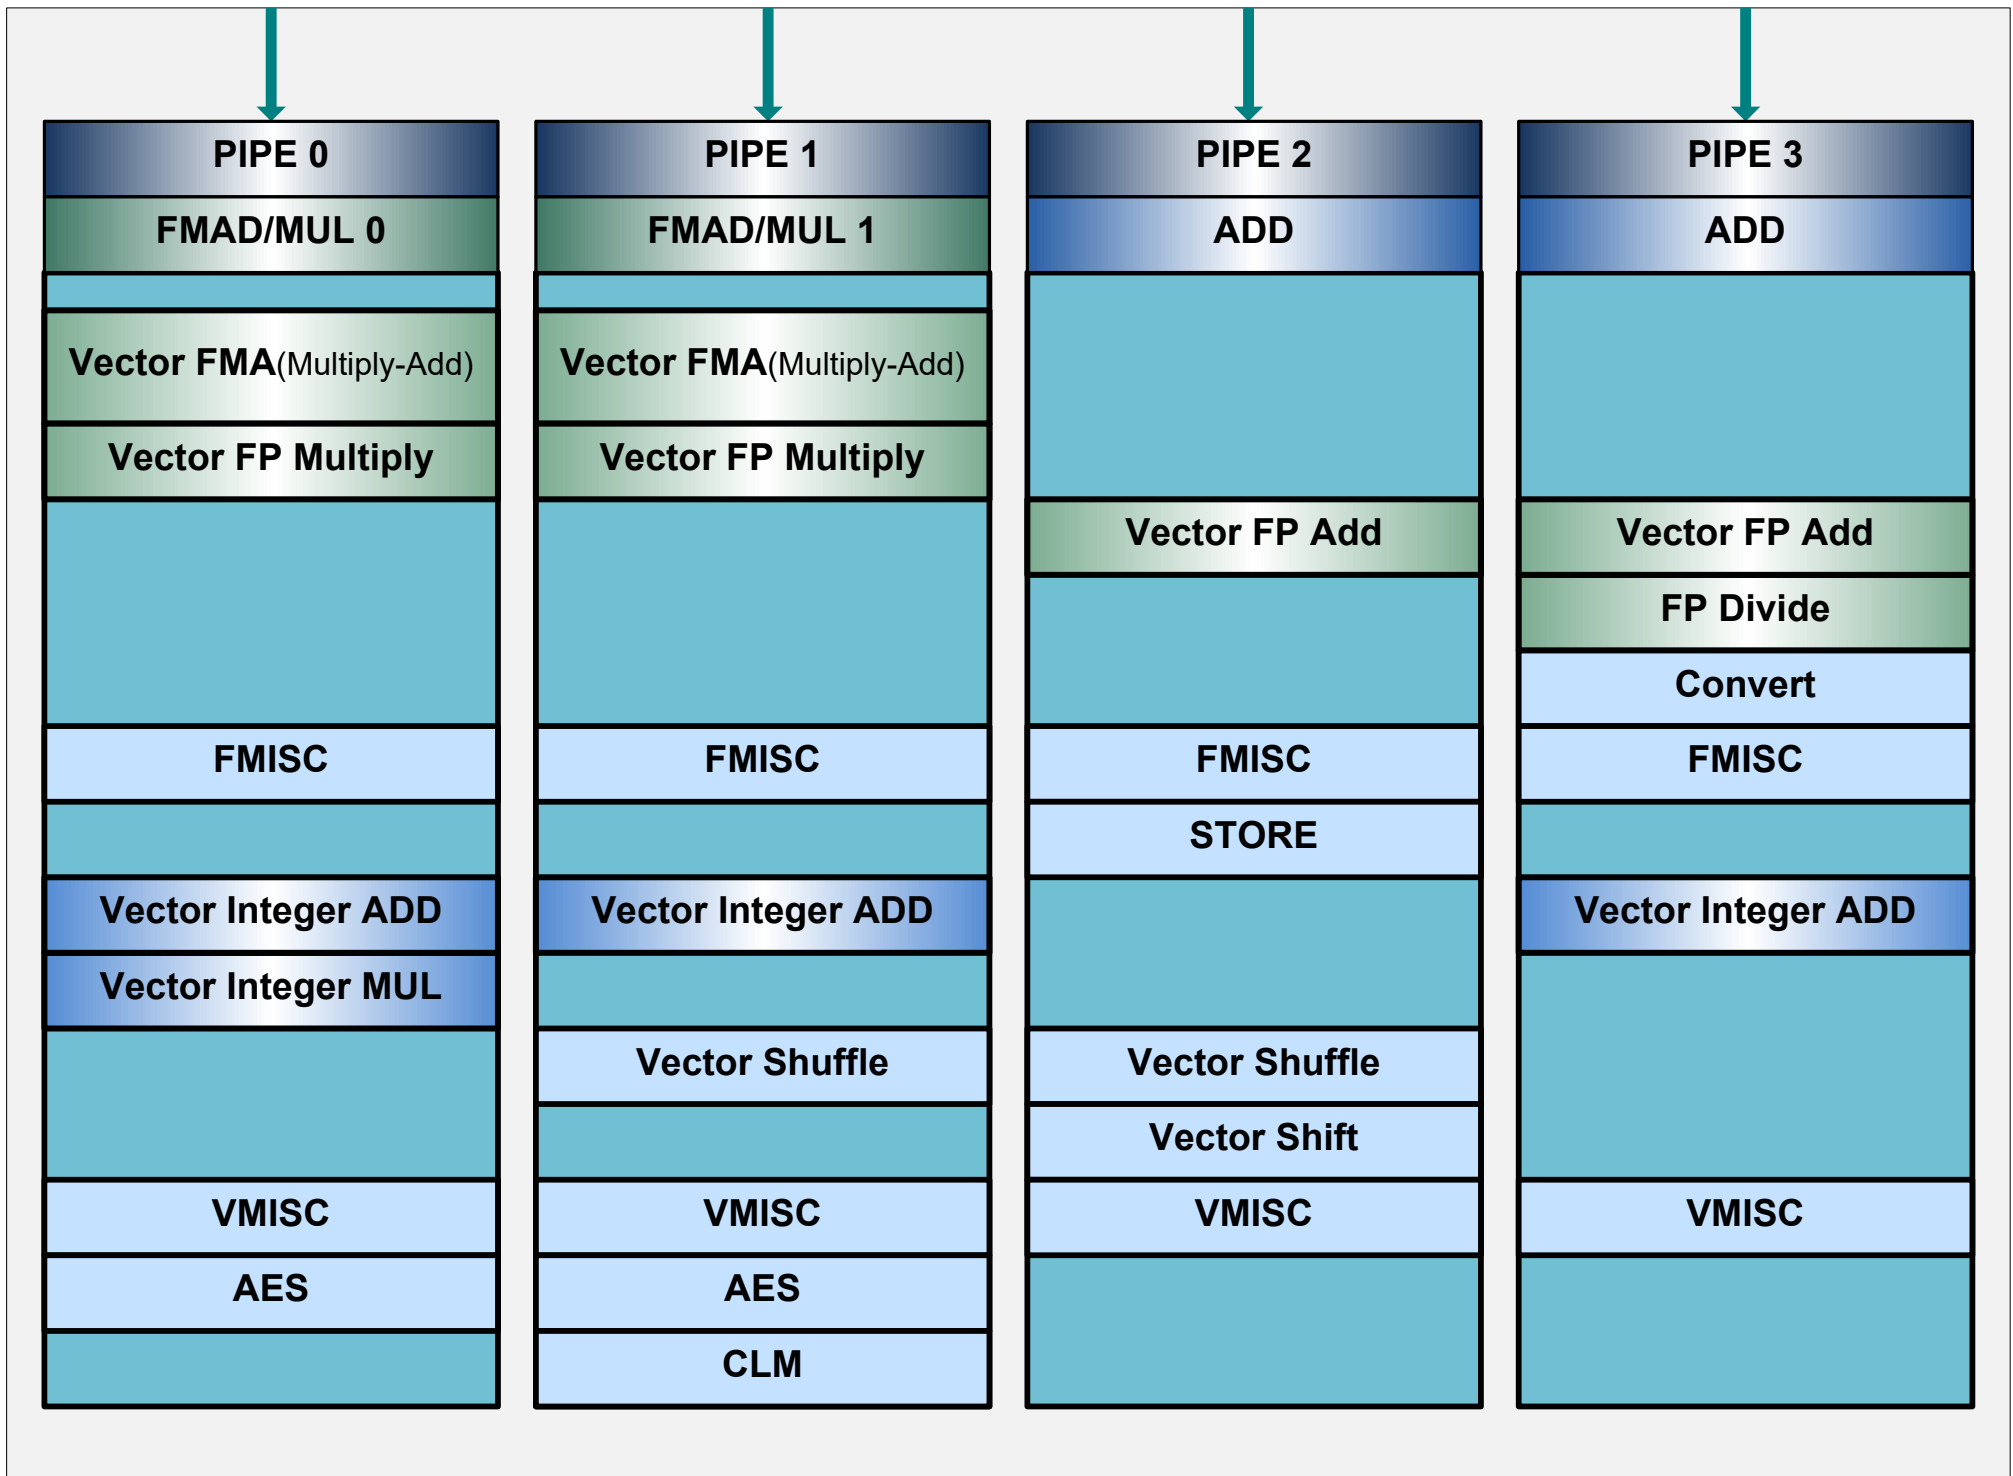 PIPE 0
FMAD/MUL 0
Vector FMA(Multiply-Add)
Vector FP Multiply
FMISC
Vector Integer ADD
Vector Integer MUL
VMISC
AES
PIPE 1
FMAD/MUL 1
Vector FMA(Multiply-Add)
Vector FP Multiply
FMISC
Vector Integer ADD
Vector Shuffle
VMISC
AES
CLM
PIPE 2
ADD
Vector FP Add
FMISC
STORE
Vector Shuffle
Vector Shift
VMISC
PIPE 3
ADD
Vector FP Add
FP Divide
Convert
FMISC
Vector Integer ADD
VMISC